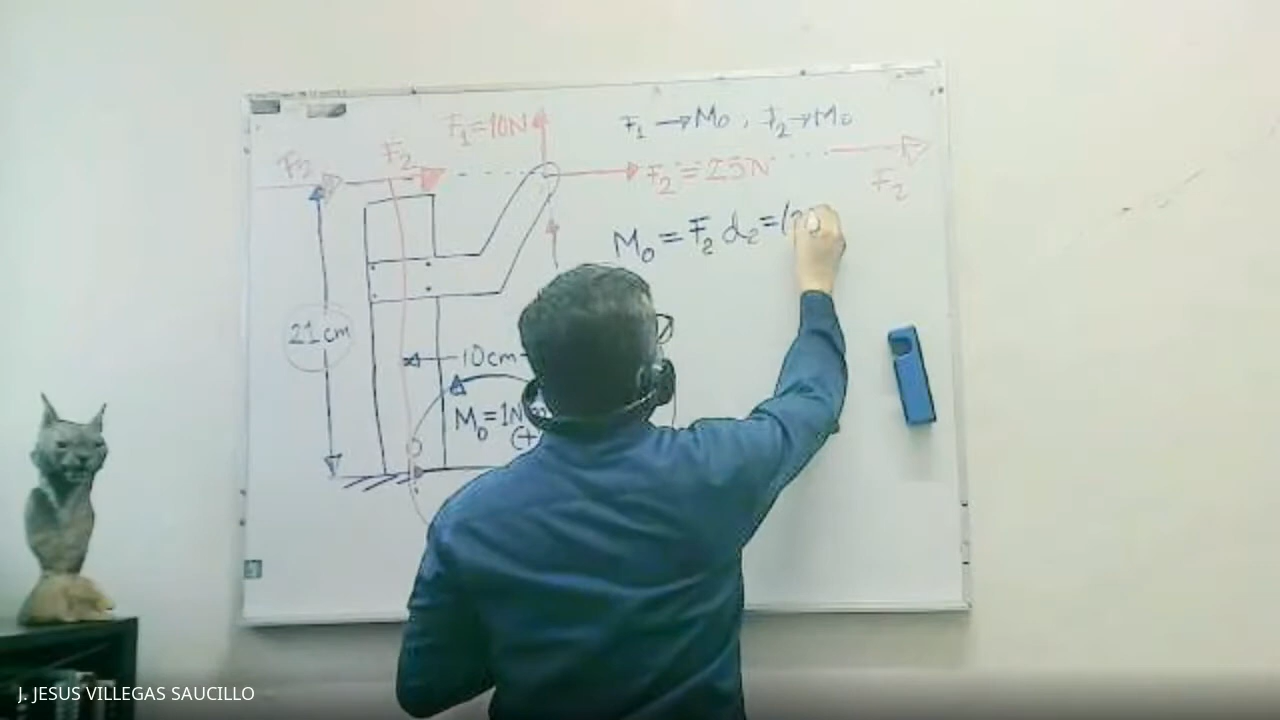 F₁=10N
F₁ → M₀, F₂ → M₀
F₂
F₂
F₂ = 25N
F₂
M₀ = F₂ d₂ =
21 cm
10cm
M₀=1N
(+
J. JESUS VILLEGAS SAUCILLO